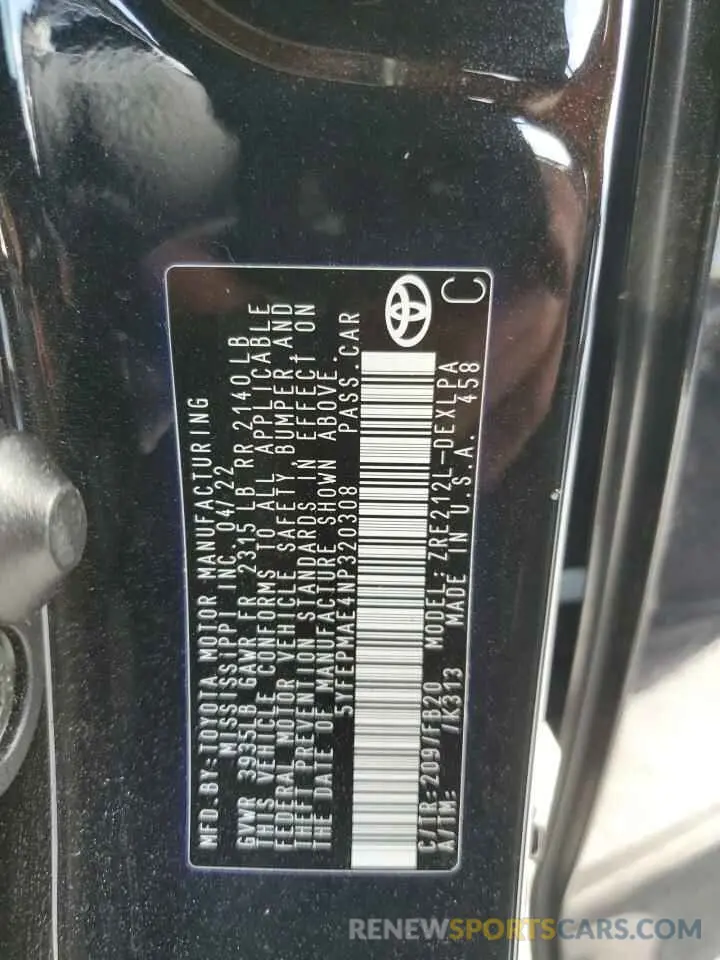 MFD.BY:TOYOTA MOTOR MANUFACTURING
MISSISSIPPI INC. 04/22
GVWR 3935LB GAWR FR 2315 LB RR 2140 LB
THIS VEHICLE CONFORMS TO ALL APPLICABLE
FEDERAL MOTOR VEHICLE SAFETY, BUMPER, AND
THEFT PREVENTION STANDARDS IN EFFECT ON
THE DATE OF MANUFACTURE SHOWN ABOVE.
5YFEPMAE4NP320308 PASS.CAR
C/TR:209/FB20 MODEL:ZRE212L-DEXLPA
A/TM: /K313 MADE IN U.S.A. 458
C
RENEWSPORTSCARS.COM